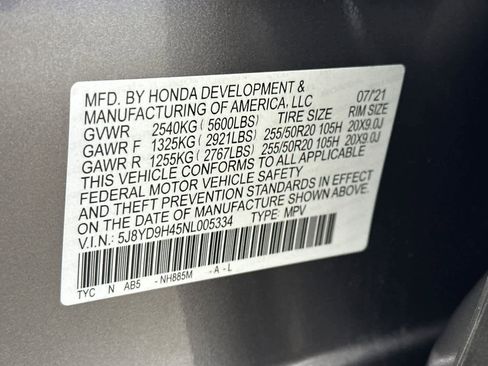 MFD. BY HONDA DEVELOPMENT &
MANUFACTURING OF AMERICA, LLC 07/21
GVWR 2540KG ( 5600LBS) TIRE SIZE RIM SIZE
GAWR F 1325KG ( 2921LBS) 255/50R20 105H 20X9.0J
GAWR R 1255KG ( 2767LBS) 255/50R20 105H 20X9.0J
THIS VEHICLE CONFORMS TO ALL APPLICABLE
FEDERAL MOTOR VEHICLE SAFETY
AND THEFT PREVENTION STANDARDS IN EFFECT
ON THE DATE OF MANUFACTURE SHOWN ABOVE.
V.I.N.: 5J8YD9H45NL005334 TYPE: MPV
TYC N AB5 - NH885M - A - L